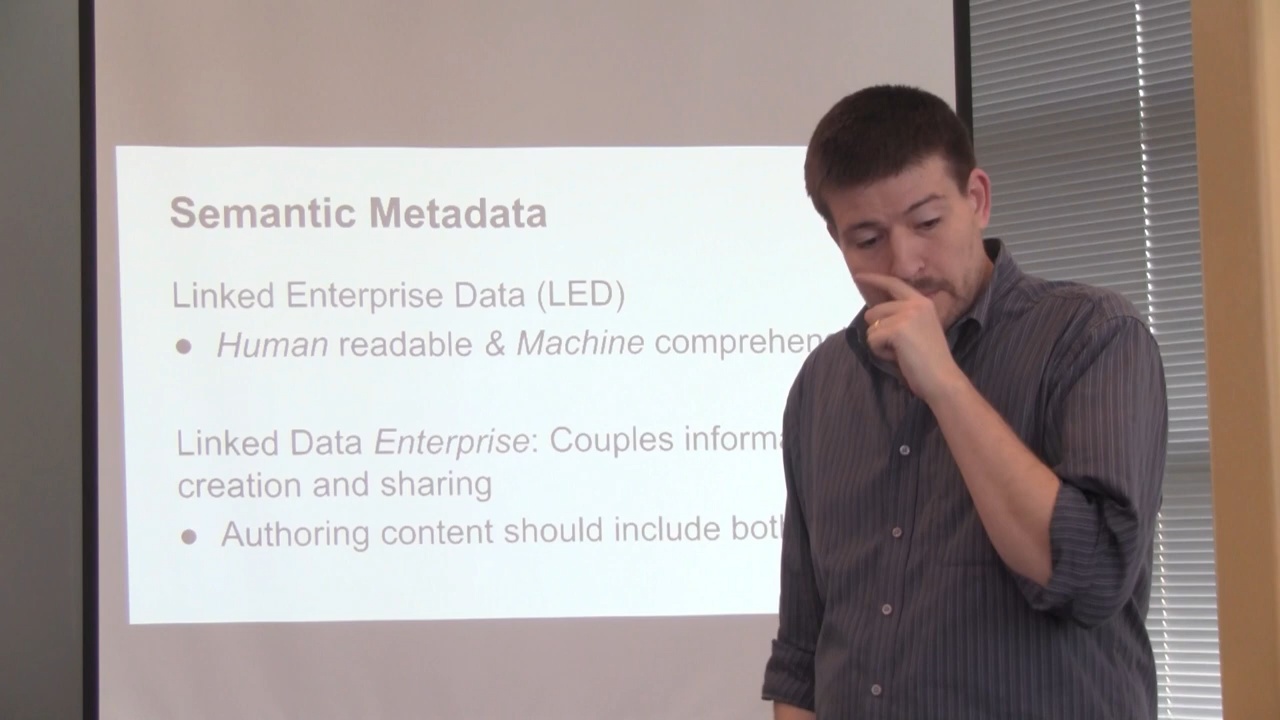 Semantic Metadata
Linked Enterprise Data (LED)
● Human readable & Machine
Linked Data Enterprise: Couples
creation and sharing
● Authoring content should include